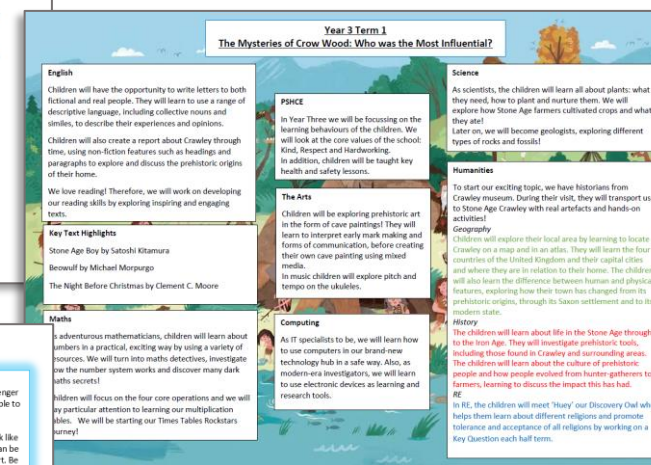 Year 3 Term 1
The Mysteries of Crow Wood: Who was the Most Influential?
English
Children will have the opportunity to write letters to both
fictional and real people. They will learn to use a range of
descriptive language, including collective nouns and
similes, to describe their experiences and opinions.
Children will also create a report about Crawley through
time, using non-fiction features such as headings and
paragraphs to explore and discuss the prehistoric origins
of their home.
We love reading! Therefore, we will work on developing
our reading skills by exploring inspiring and engaging
texts.
Key Text Highlights
Stone Age Boy by Satoshi Kitamura
Beowulf by Michael Morpurgo
The Night Before Christmas by Clement C. Moore
Maths
adventurous mathematicians, children will learn about
numbers in a practical, exciting way by using a variety of
resources. We will turn into maths detectives, investigate
how the number system works and discover many dark
maths secrets!
children will focus on the four core operations and we will
pay particular attention to learning our multiplication
tables. We will be starting our Times Tables Rockstars
journey!
PSHCE
In Year Three we will be focussing on the
learning behaviours of the children. We
will look at the core values of the school:
Kind, Respect and Hardworking.
In addition, children will be taught key
health and safety lessons.
The Arts
Children will be exploring prehistoric art
in the form of cave paintings! They will
learn to interpret early mark making and
forms of communication, before creating
their own cave painting using mixed
media.
In music children will explore pitch and
tempo on the ukuleles.
Computing
As IT specialists to be, we will learn how
to use computers in our brand-new
technology hub in a safe way. Also, as
modern-era investigators, we will learn
to use electronic devices as learning and
research tools.
Science
As scientists, the children will learn all about plants: what
they need, how to plant and nurture them. We will
explore how Stone Age farmers cultivated crops and what
they ate!
Later on, we will become geologists, exploring different
types of rocks and fossils!
Humanities
To start our exciting topic, we have historians from
Crawley museum. During their visit, they will transport us
to Stone Age Crawley with real artefacts and hands-on
activities!
Geography
Children will explore their local area by learning to locate
Crawley on a map and in an atlas. They will learn the four
countries of the United Kingdom and their capital cities
and where they are in relation to their home. The children
will also learn the difference between human and physical
features, exploring how their town has changed from its
prehistoric origins, through its Saxon settlement and to its
modern state.
History
The children will learn about life in the Stone Age through
to the Iron Age. They will investigate prehistoric tools,
including those found in Crawley and surrounding areas.
The children will learn about the culture of prehistoric
people and how people evolved from hunter-gatherers to
farmers, learning to discuss the impact this has had.
RE
In RE, the children will meet 'Huey' our Discovery Owl who
helps them learn about different religions and promote
tolerance and acceptance of all religions by working on a
Key Question each half term.
enger
ble to
k like
an be
rt. Be